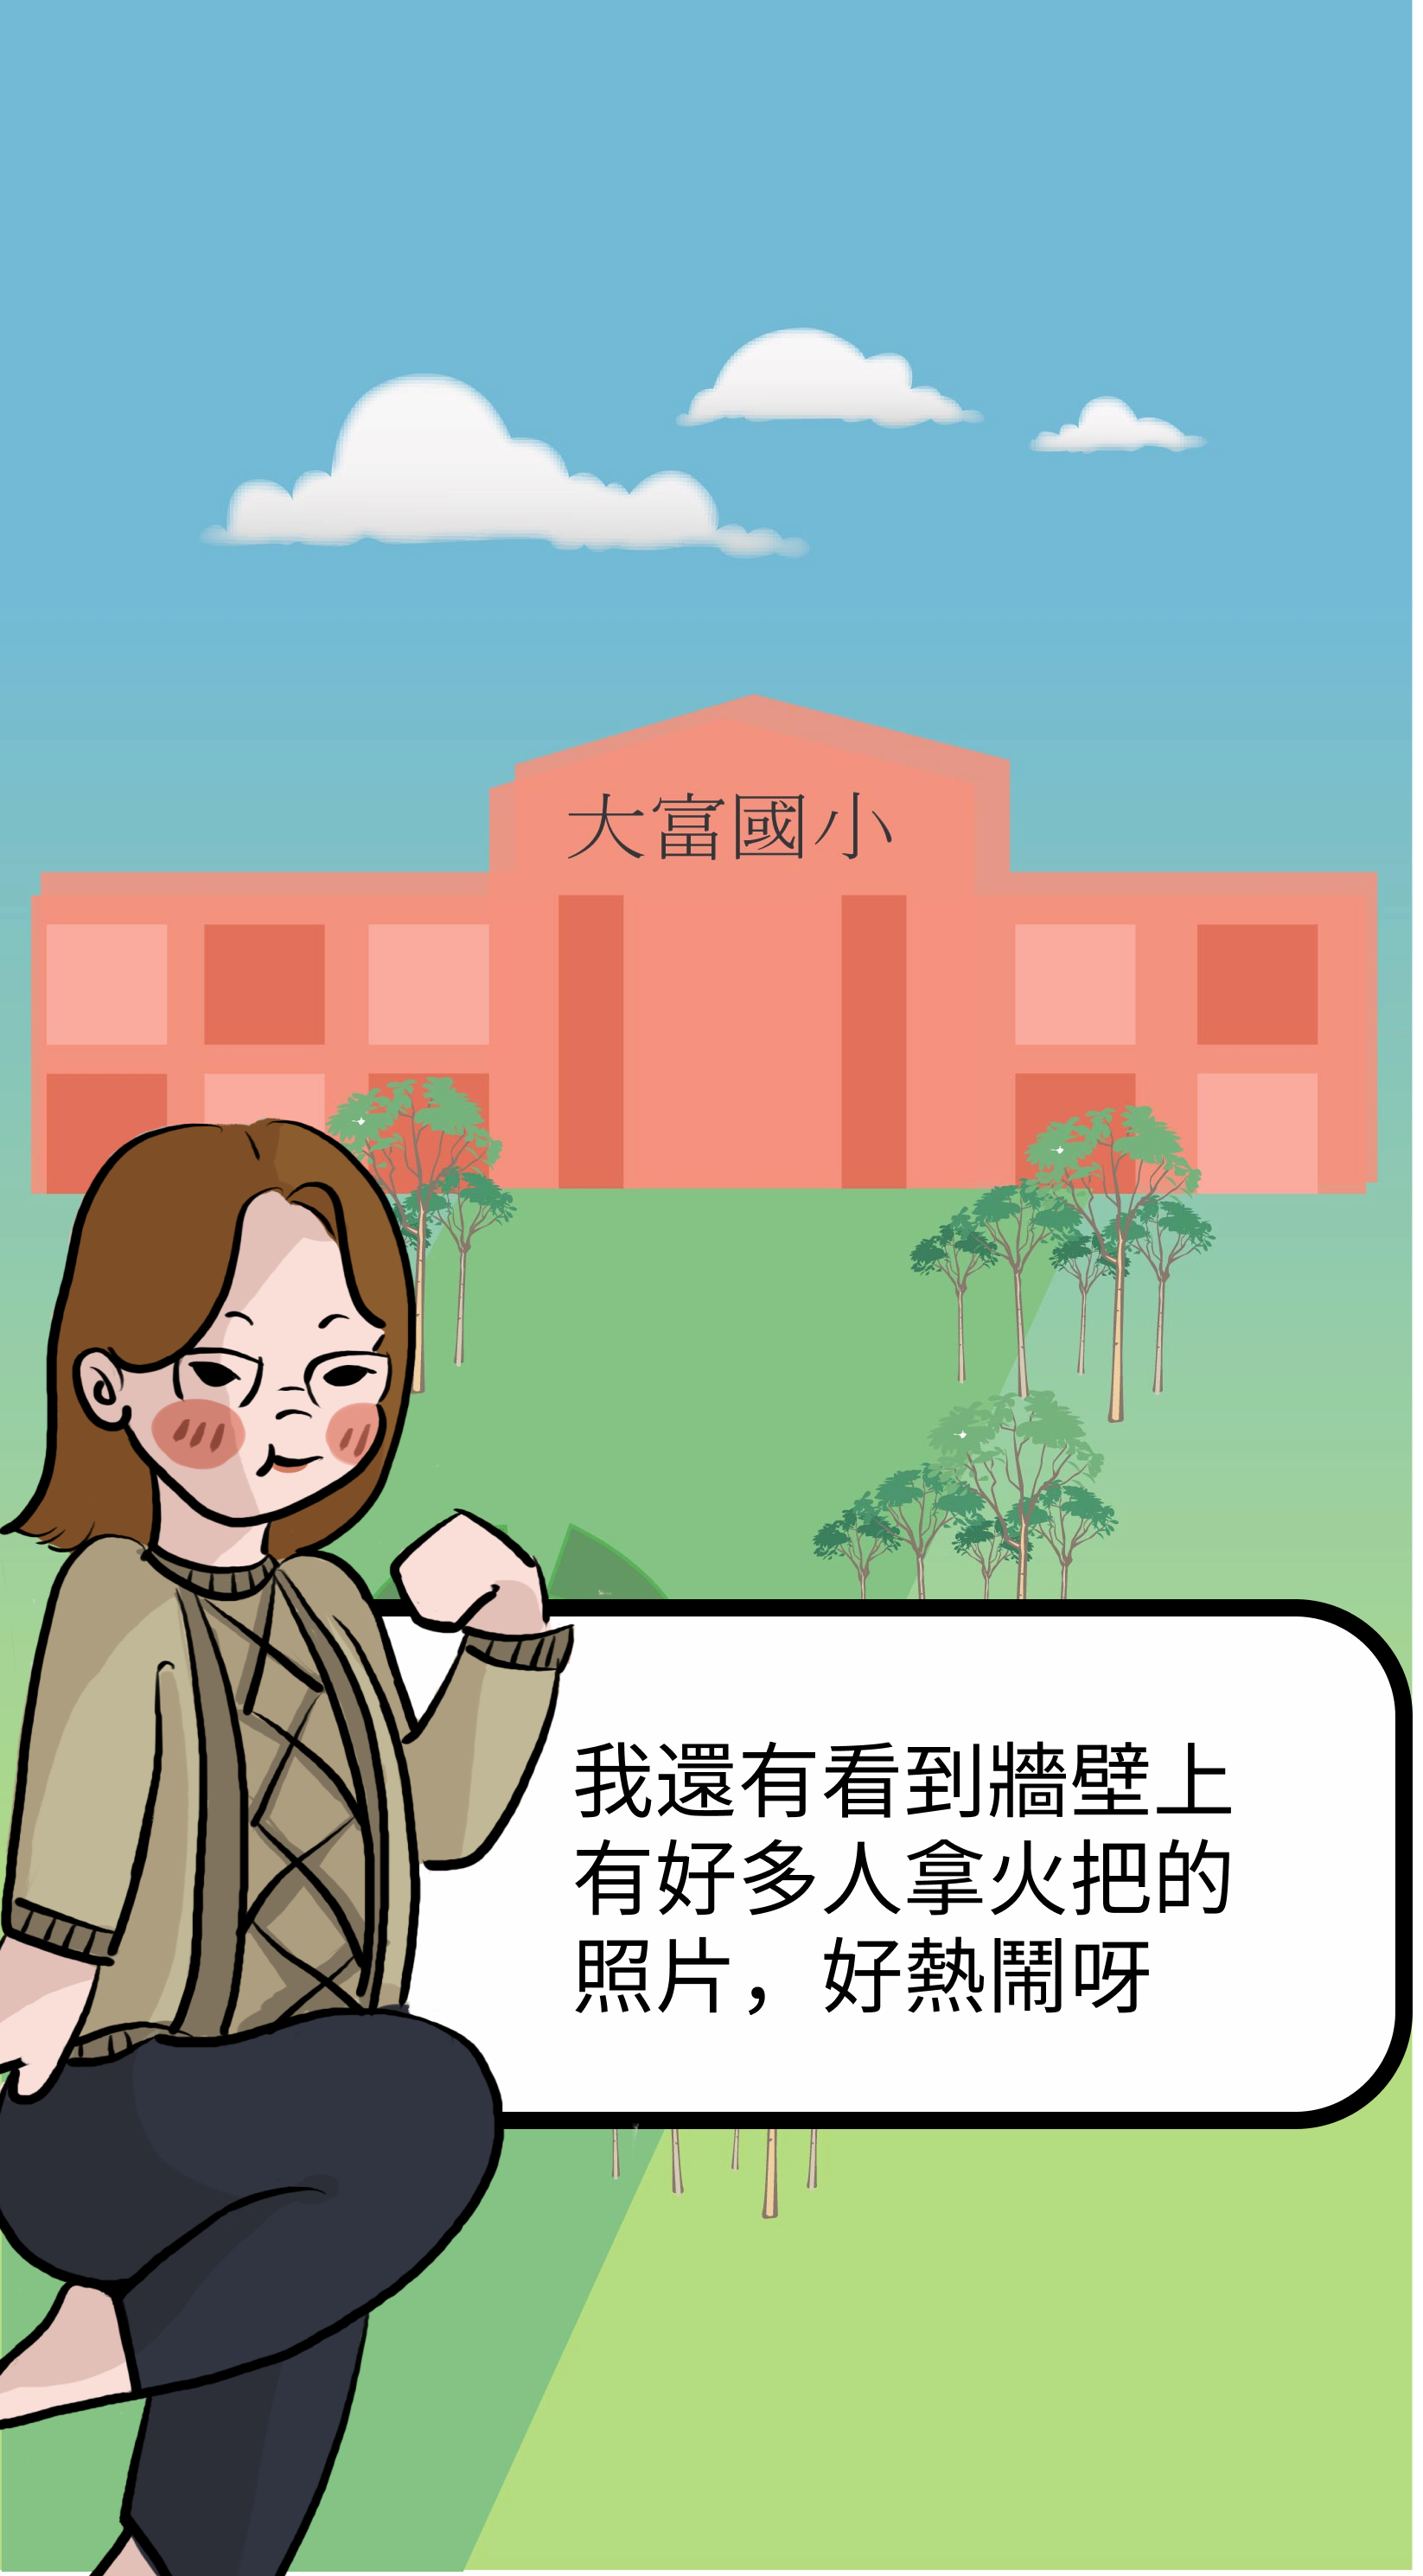 大富國小
我還有看到牆壁上
有好多人拿火把的
照片，好熱鬧呀